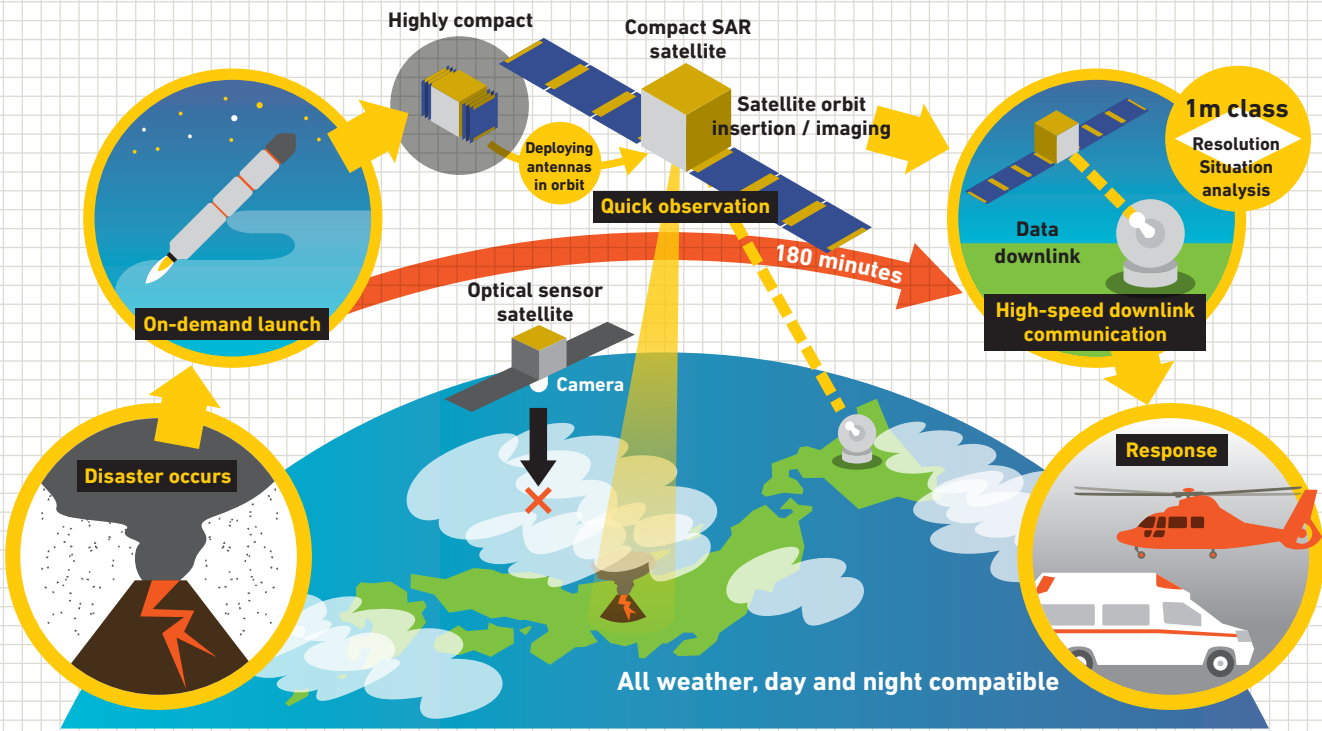 Highly compact
Compact SAR
satellite
Satellite orbit
insertion / imaging
Deploying
antennas
in orbit
Quick observation
1m class
Resolution
Situation
analysis
Data
downlink
High-speed downlink
communication
180 minutes
On-demand launch
Optical sensor
satellite
Camera
Disaster occurs
Response
All weather, day and night compatible